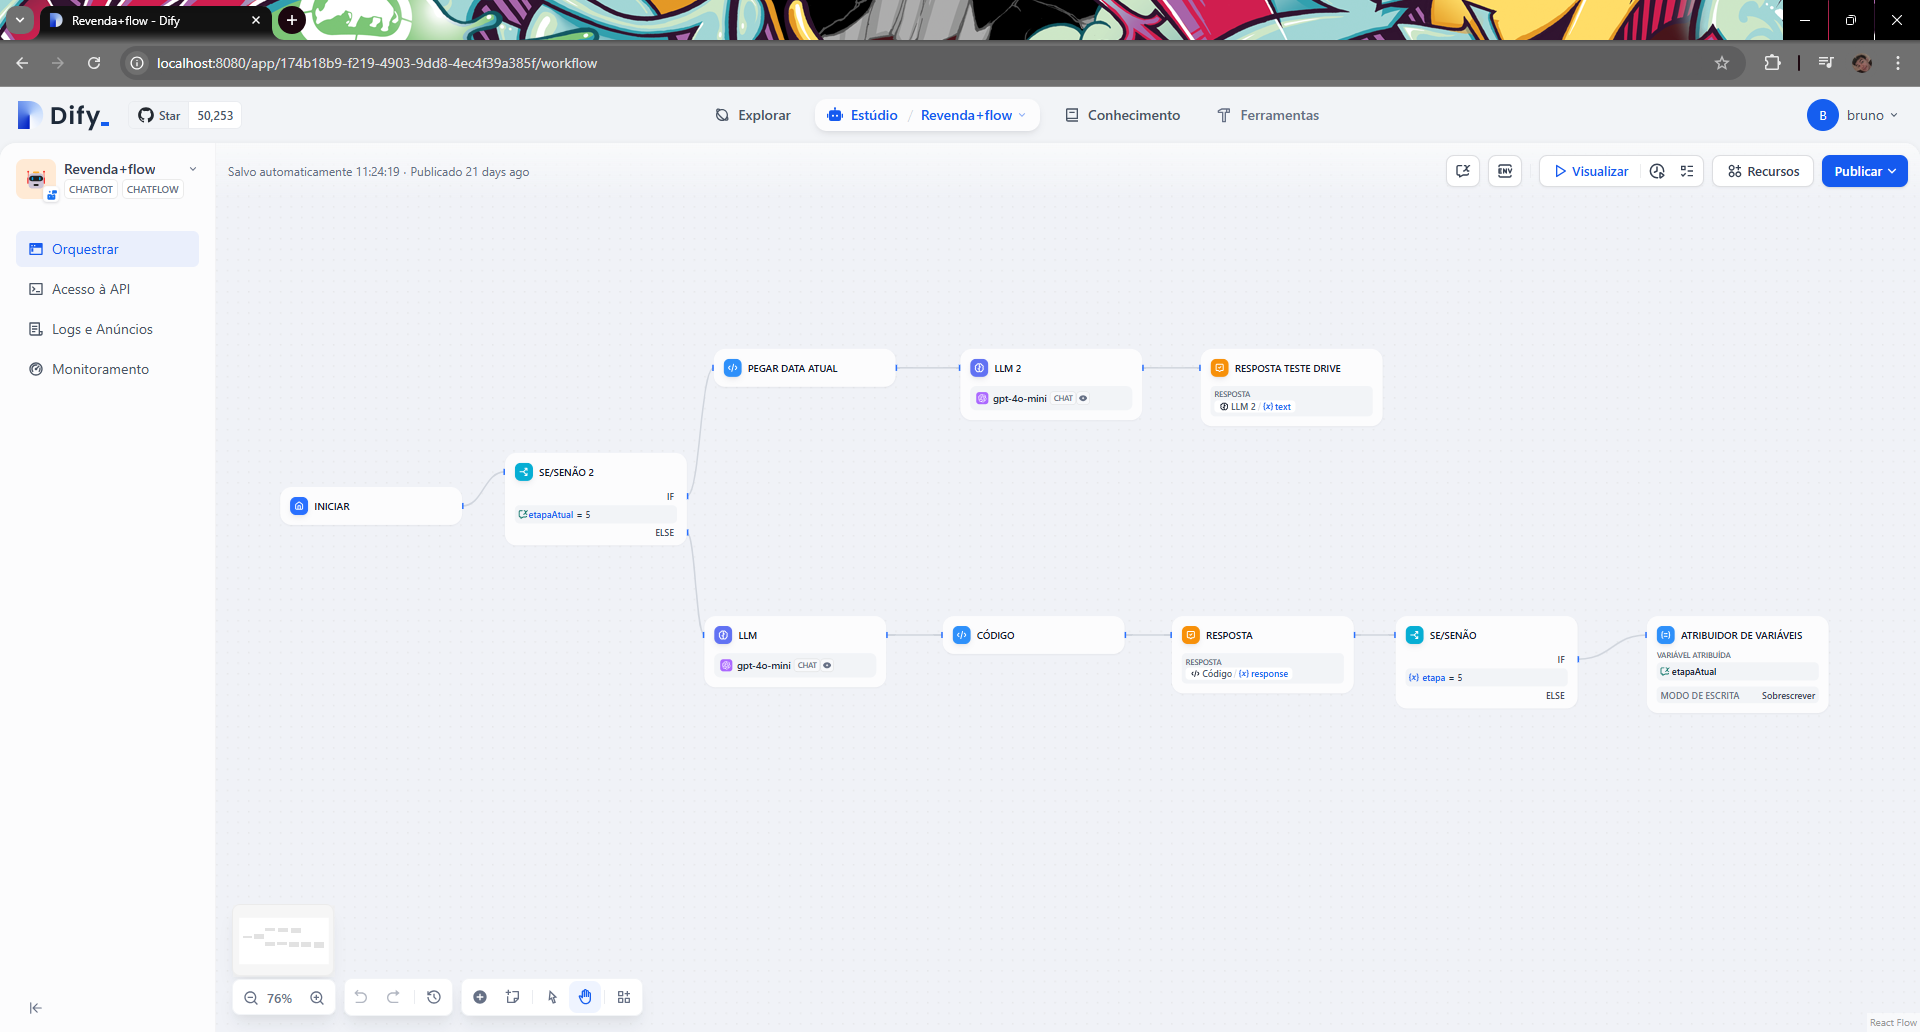 Revenda+flow - Dify
localhost:8080/app/174b18b9-f219-4903-9dd8-4ec4f39a385f/workflow
Dify_
Star 50,253
Explorar
Estúdio / Revenda+flow
Conhecimento
Ferramentas
B bruno
Revenda+flow
CHATBOT CHATFLOW
Salvo automaticamente 11:24:19 · Publicado 21 days ago
ENV
Visualizar
Recursos
Publicar
Orquestrar
Acesso à API
Logs e Anúncios
Monitoramento
PEGAR DATA ATUAL
LLM 2
gpt-4o-mini CHAT
RESPOSTA TESTE DRIVE
RESPOSTA
LLM 2 / (x) text
INICIAR
SE/SENÃO 2
IF
etapaAtual = 5
ELSE
LLM
gpt-4o-mini CHAT
CÓDIGO
RESPOSTA
RESPOSTA
Código / (x) response
SE/SENÃO
IF
(x) etapa = 5
ELSE
ATRIBUIDOR DE VARIÁVEIS
VARIÁVEL ATRIBUÍDA
etapaAtual
MODO DE ESCRITA Sobrescrever
76%
React Flow